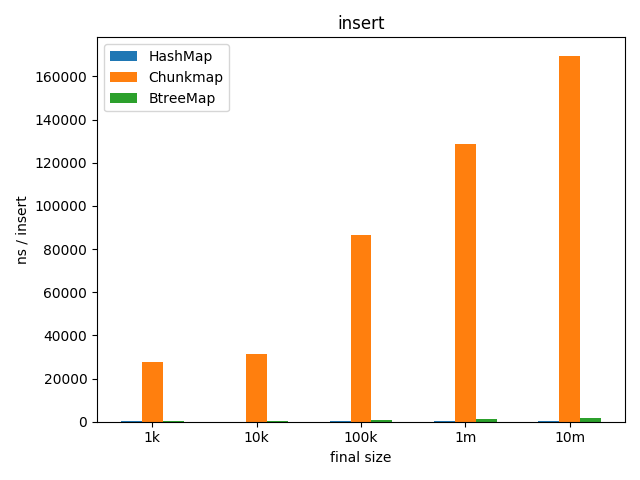 insert
HashMap
Chunkmap
BtreeMap
ns / insert
160000
140000
120000
100000
80000
60000
40000
20000
0
1k 10k 100k 1m 10m
final size